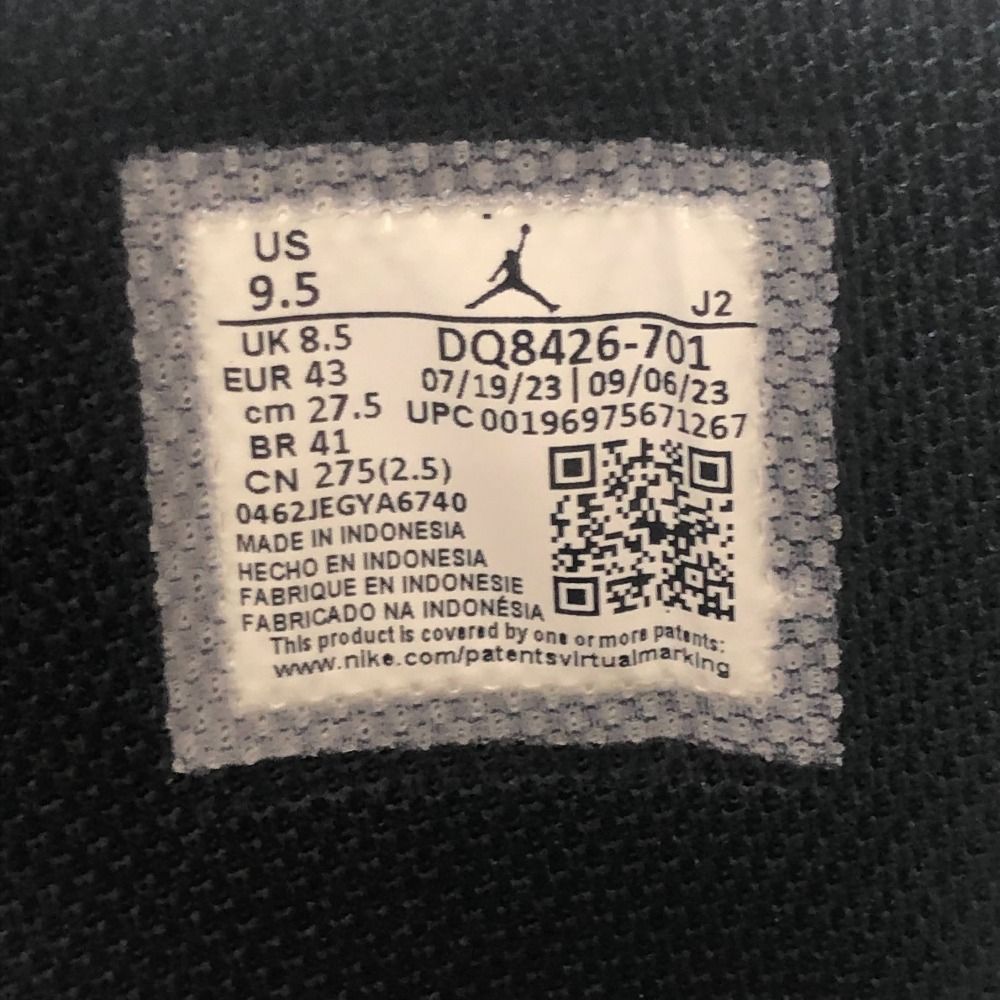 US
9.5
J2
UK 8.5
DQ8426-701
EUR 43
07/19/23 | 09/06/23
cm 27.5
UPC 00196975671267
BR 41
CN 275(2.5)
0462JEGYA6740
MADE IN INDONESIA
HECHO EN INDONESIA
FABRIQUE EN INDONESIE
FABRICADO NA INDONÉSIA
This product is covered by one or more patents:
www.nike.com/patentsvirtualmarking